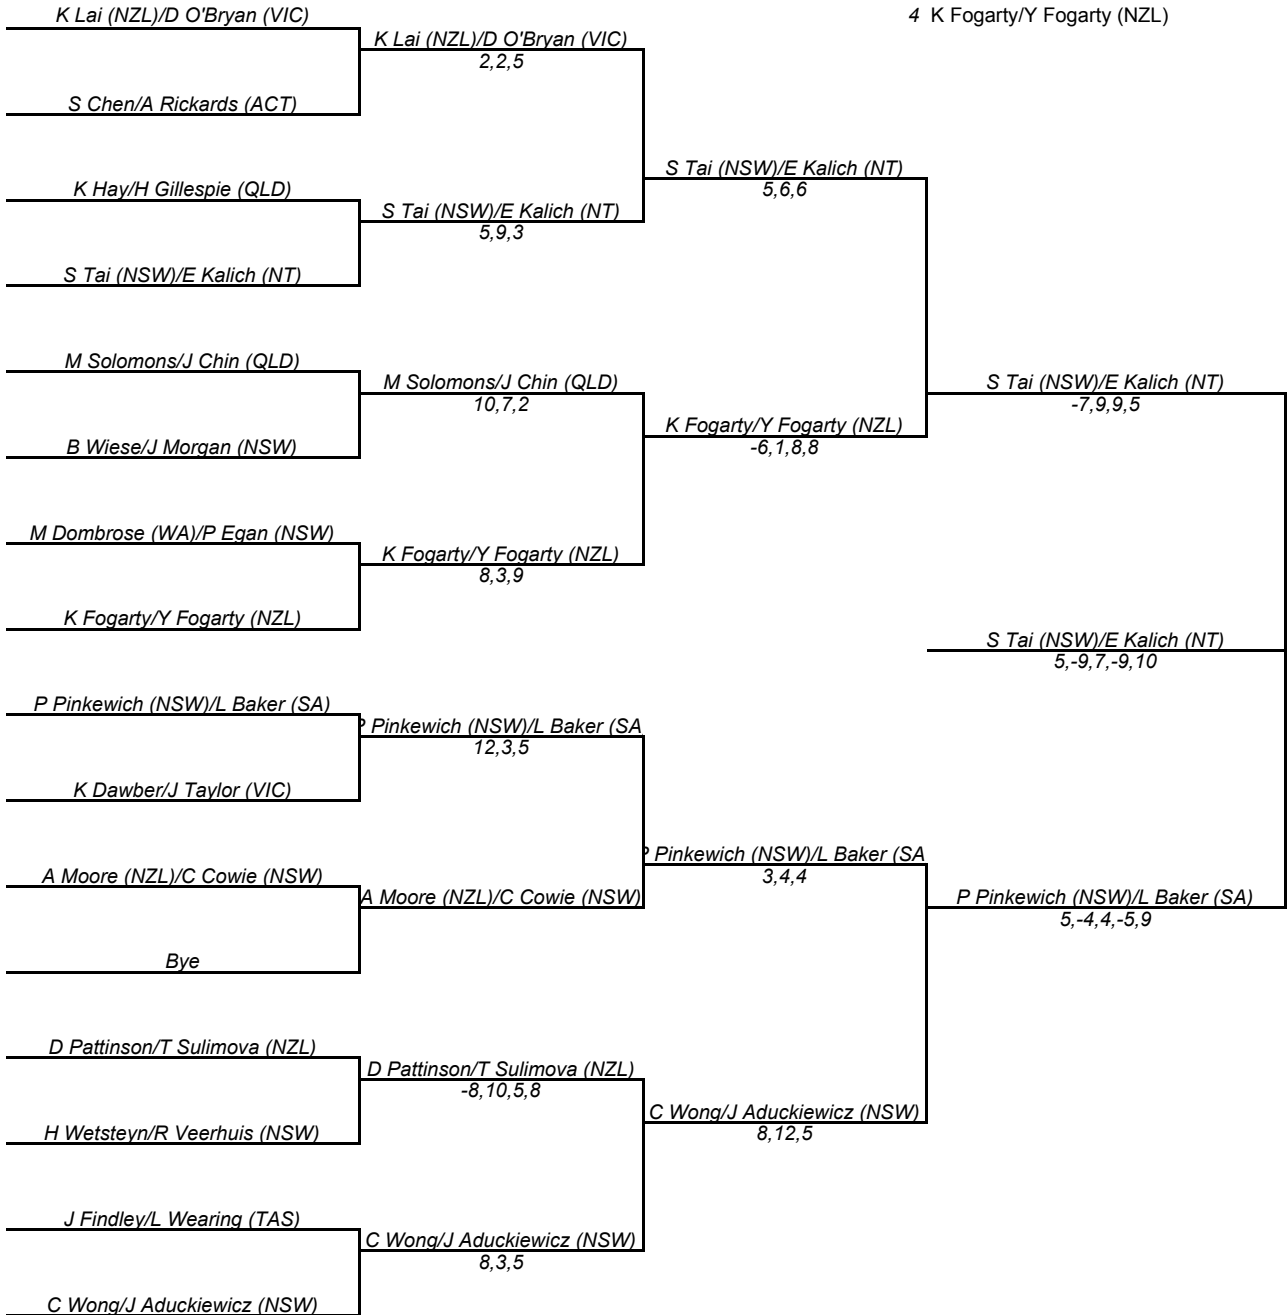 K Lai (NZL)/D O'Bryan (VIC)
4 K Fogarty/Y Fogarty (NZL)
K Lai (NZL)/D O'Bryan (VIC)
2,2,5
S Chen/A Rickards (ACT)
S Tai (NSW)/E Kalich (NT)
5,6,6
K Hay/H Gillespie (QLD)
S Tai (NSW)/E Kalich (NT)
5,9,3
S Tai (NSW)/E Kalich (NT)
M Solomons/J Chin (QLD)
M Solomons/J Chin (QLD)
10,7,2
S Tai (NSW)/E Kalich (NT)
-7,9,9,5
K Fogarty/Y Fogarty (NZL)
-6,1,8,8
B Wiese/J Morgan (NSW)
M Dombrose (WA)/P Egan (NSW)
K Fogarty/Y Fogarty (NZL)
8,3,9
K Fogarty/Y Fogarty (NZL)
S Tai (NSW)/E Kalich (NT)
5,-9,7,-9,10
P Pinkewich (NSW)/L Baker (SA)
P Pinkewich (NSW)/L Baker (SA
12,3,5
K Dawber/J Taylor (VIC)
P Pinkewich (NSW)/L Baker (SA
3,4,4
A Moore (NZL)/C Cowie (NSW)
A Moore (NZL)/C Cowie (NSW)
P Pinkewich (NSW)/L Baker (SA)
5,-4,4,-5,9
Bye
D Pattinson/T Sulimova (NZL)
D Pattinson/T Sulimova (NZL)
-8,10,5,8
C Wong/J Aduckiewicz (NSW)
8,12,5
H Wetsteyn/R Veerhuis (NSW)
J Findley/L Wearing (TAS)
C Wong/J Aduckiewicz (NSW)
8,3,5
C Wong/J Aduckiewicz (NSW)